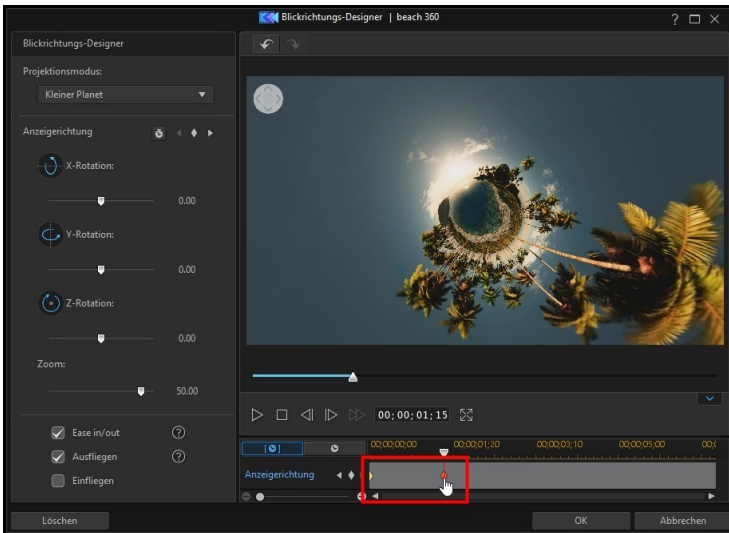 Blickrichtungs-Designer | beach 360
Blickrichtungs-Designer
Projektionsmodus:
Kleiner Planet
Anzeigerichtung
X-Rotation:
0.00
Y-Rotation:
0.00
Z-Rotation:
0.00
Zoom:
50.00
Ease in/out
Ausfliegen
Einfliegen
00;00;01;15
00;00;00;00 00;00;01;20 00;00;03;10 00;00;05;00
Anzeigerichtung
Löschen OK Abbrechen